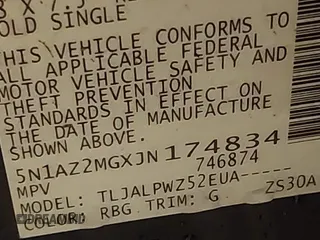 OLD SINGLE
THIS VEHICLE CONFORMS TO
ALL APPLICABLE FEDERAL
MOTOR VEHICLE SAFETY AND
THEFT PREVENTION
STANDARDS IN EFFECT ON
THE DATE OF MANUFACTURE
SHOWN ABOVE.
5N1AZ2MGXJN174834
MPV 746874
MODEL: TLJALPWZ52EUA-----
COLOR: RBG TRIM: G ZS30A